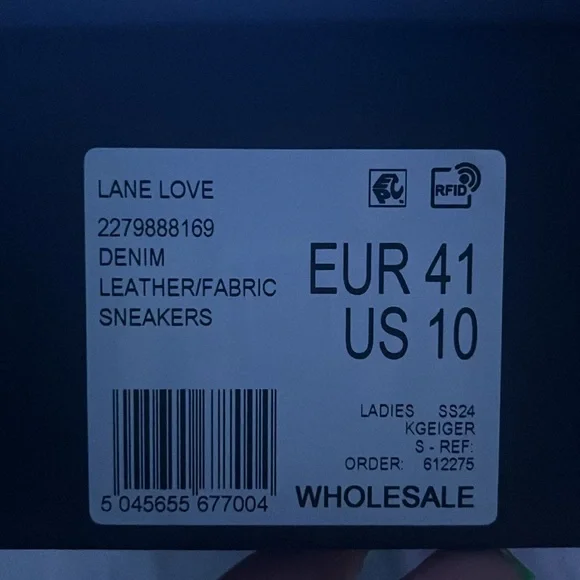 LANE LOVE
2279888169
DENIM
LEATHER/FABRIC
SNEAKERS
RFID
EUR 41
US 10
LADIES SS24
KGEIGER
S - REF:
ORDER: 612275
5 045655 677004
WHOLESALE